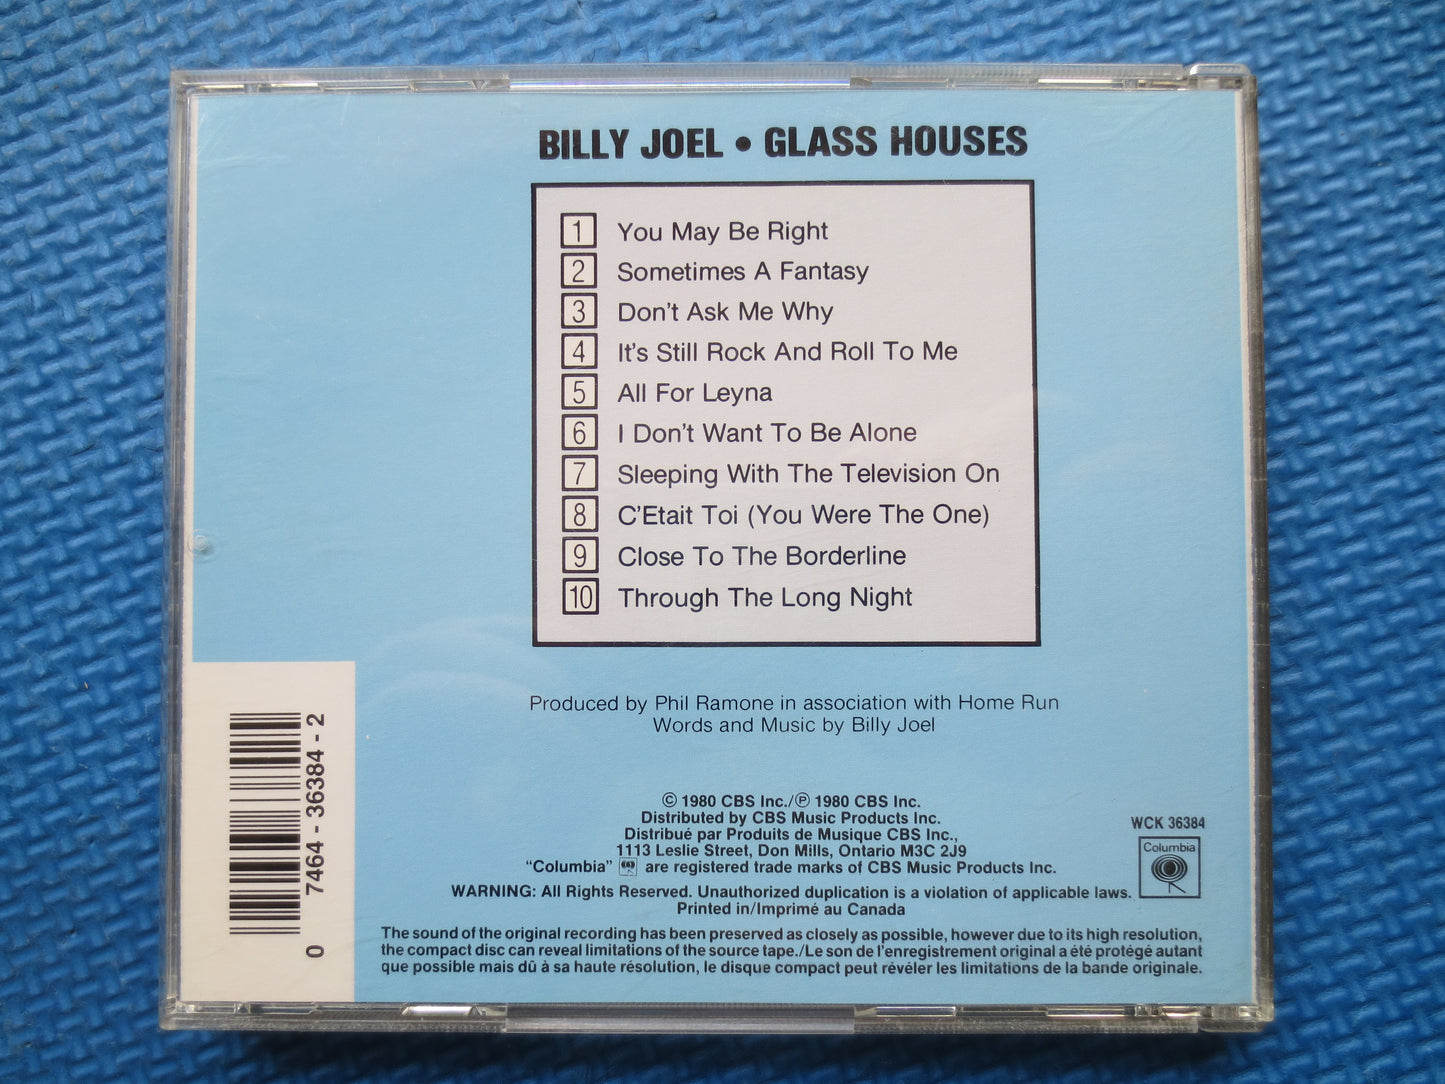 BILLY JOEL • GLASS HOUSES
1 You May Be Right
2 Sometimes A Fantasy
3 Don't Ask Me Why
4 It's Still Rock And Roll To Me
5 All For Leyna
6 I Don't Want To Be Alone
7 Sleeping With The Television On
8 C'Etait Toi (You Were The One)
9 Close To The Borderline
10 Through The Long Night
Produced by Phil Ramone in association with Home Run
Words and Music by Billy Joel
© 1980 CBS Inc./℗ 1980 CBS Inc.
Distributed by CBS Music Products Inc.
Distribué par Produits de Musique CBS Inc.,
1113 Leslie Street, Don Mills, Ontario M3C 2J9
"Columbia" are registered trade marks of CBS Music Products Inc.
WARNING: All Rights Reserved. Unauthorized duplication is a violation of applicable laws.
Printed in/Imprimé au Canada
WCK 36384
Columbia
The sound of the original recording has been preserved as closely as possible, however due to its high resolution,
the compact disc can reveal limitations of the source tape./Le son de l'enregistrement original a été protégé autant
que possible mais dû à sa haute résolution, le disque compact peut révéler les limitations de la bande originale.
0 7464-36384-2